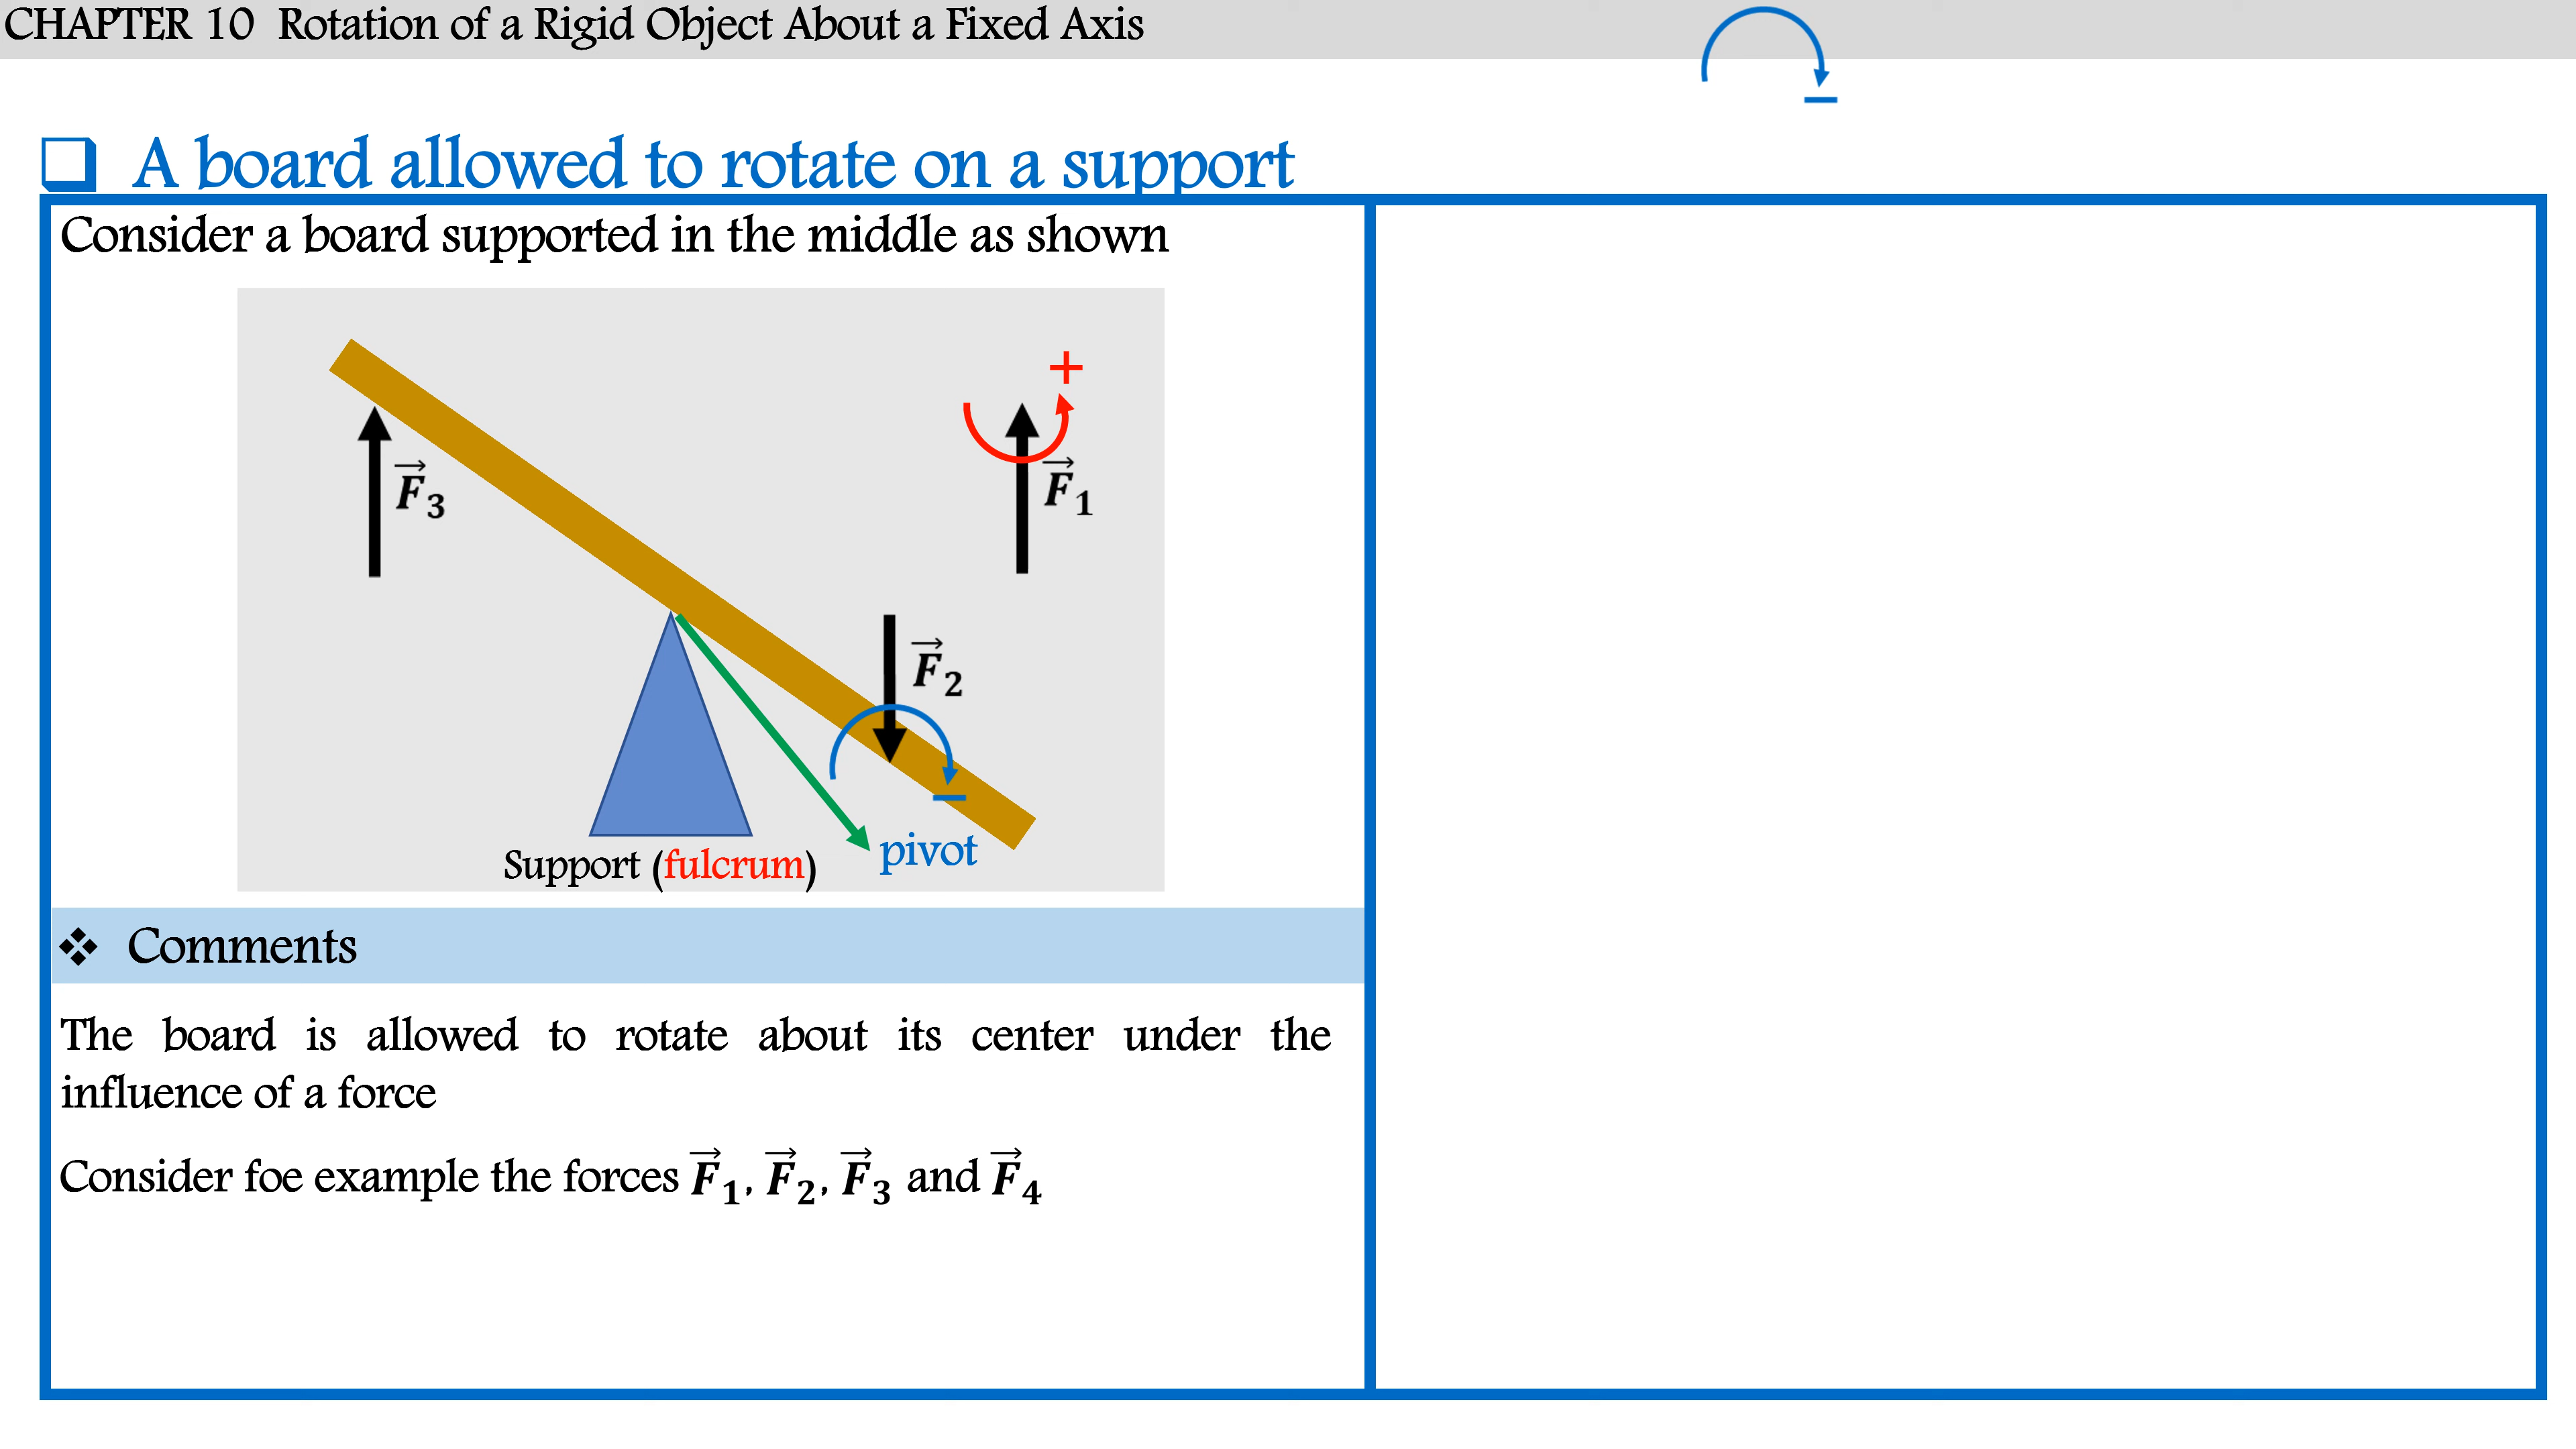 CHAPTER 10 Rotation of a Rigid Object About a Fixed Axis
❑ A board allowed to rotate on a support
Consider a board supported in the middle as shown
+
F⃗₃
F⃗₁
F⃗₂
pivot
Support (fulcrum)
❖ Comments
The board is allowed to rotate about its center under the
influence of a force
Consider foe example the forces F⃗₁, F⃗₂, F⃗₃ and F⃗₄